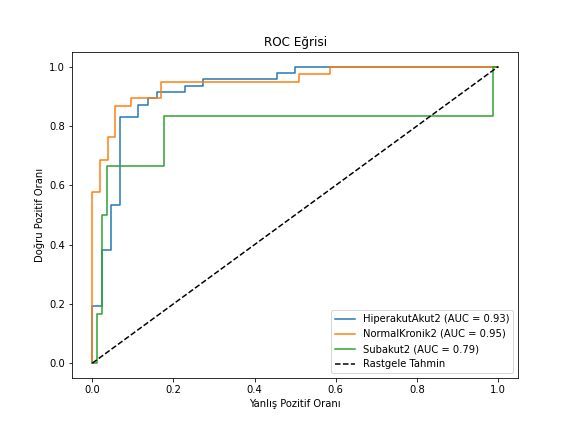 ROC Eğrisi
Doğru Pozitif Oranı
1.0
0.8
0.6
0.4
0.2
0.0
HiperakutAkut2 (AUC = 0.93)
NormalKronik2 (AUC = 0.95)
Subakut2 (AUC = 0.79)
Rastgele Tahmin
0.0 0.2 0.4 0.6 0.8 1.0
Yanlış Pozitif Oranı